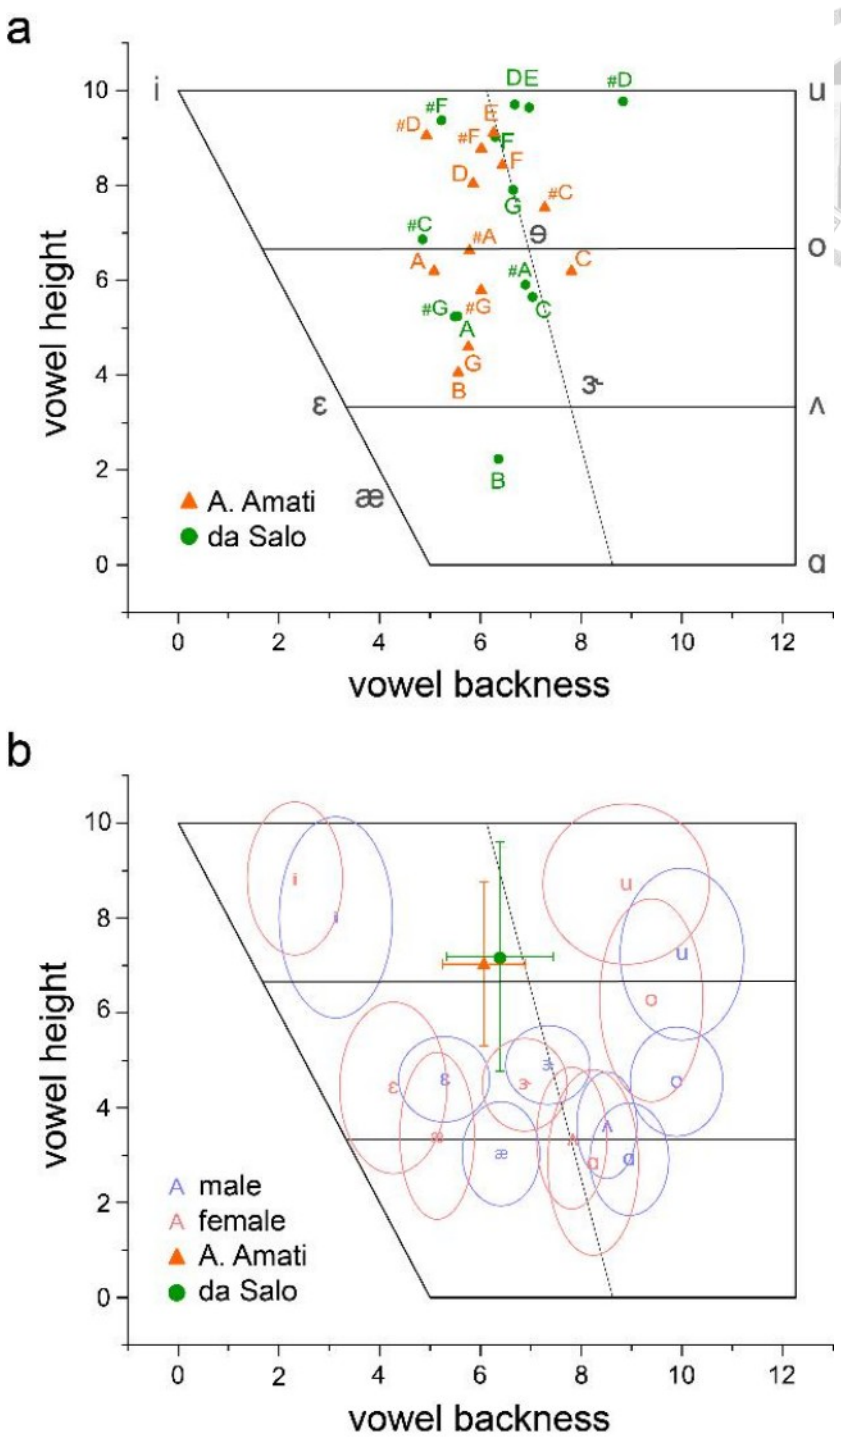 a
10
8
6
4
2
0
vowel height
i
u
o
ʌ
ɑ
ɛ
æ
ɘ
ɝ
D E
#D
#F
#D
E
#F
F
F
D
G
#C
#C
#A
A
C
#A
#G
#G
C
A
G
B
B
A. Amati
da Salo
0 2 4 6 8 10 12
vowel backness
b
10
8
6
4
2
0
vowel height
i
i
u
u
o
o
ɛ
ɛ
ɝ
ɝ
æ
æ
ʌ
ʌ
ɑ
ɑ
A male
A female
A. Amati
da Salo
0 2 4 6 8 10 12
vowel backness